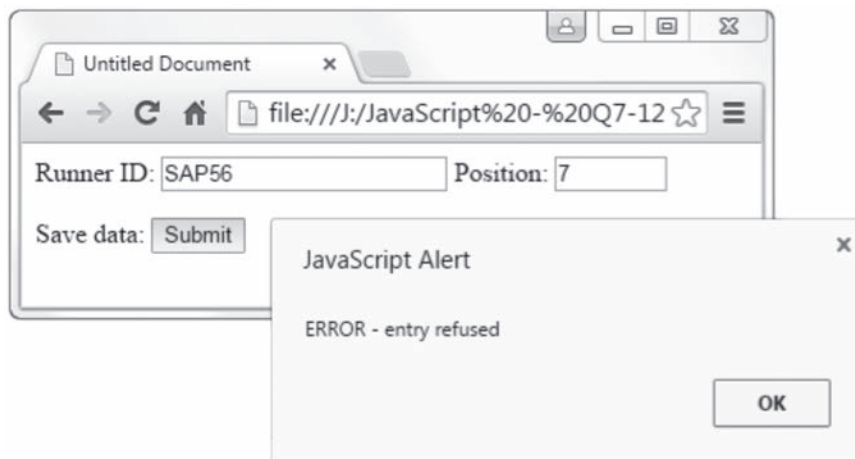 Untitled Document
file:///J:/JavaScript%20-%20Q7-12
Runner ID: SAP56 Position: 7
Save data: Submit
JavaScript Alert
ERROR - entry refused
OK